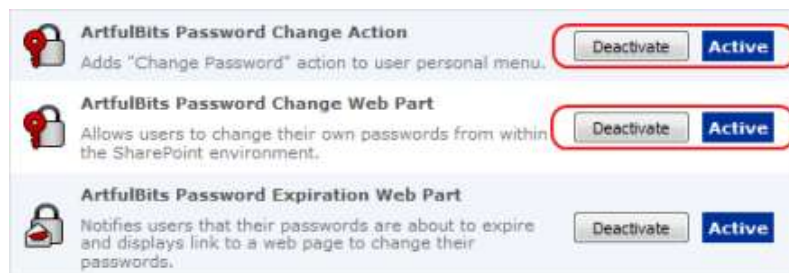 ArtfulBits Password Change Action
Adds "Change Password" action to user personal menu.
Deactivate Active
ArtfulBits Password Change Web Part
Allows users to change their own passwords from within
the SharePoint environment.
Deactivate Active
ArtfulBits Password Expiration Web Part
Notifies users that their passwords are about to expire
and displays link to a web page to change their
passwords.
Deactivate Active